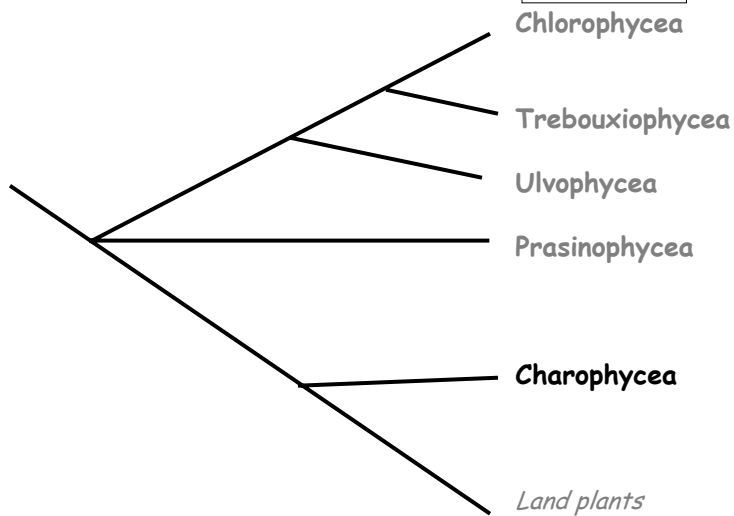 Chlorophycea
Trebouxiophycea
Ulvophycea
Prasinophycea
Charophycea
Land plants